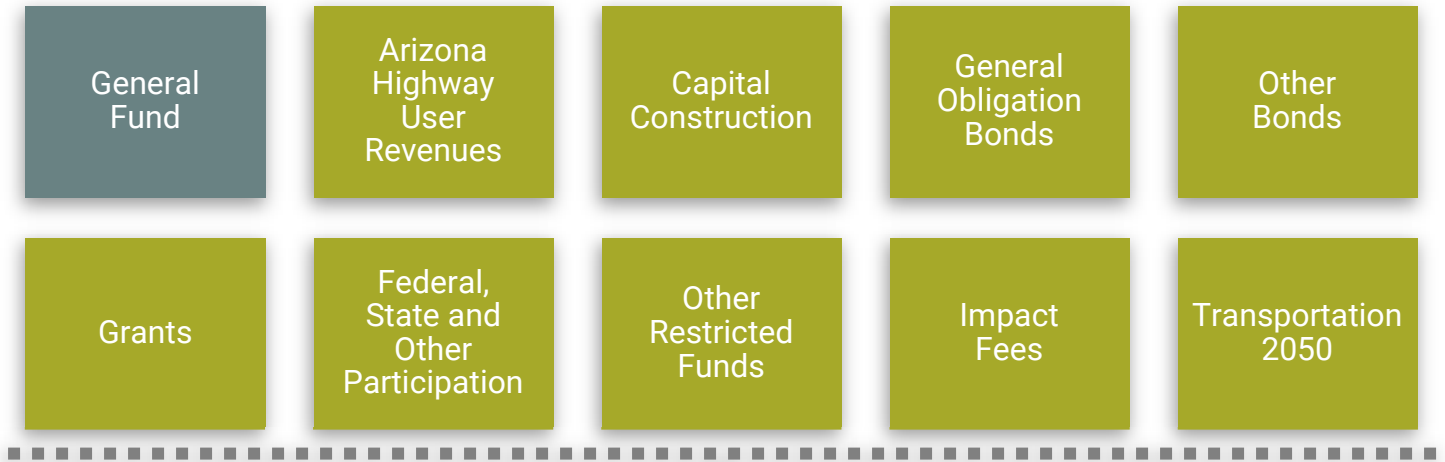 General
Fund
Arizona
Highway
User
Revenues
Capital
Construction
General
Obligation
Bonds
Other
Bonds
Grants
Federal,
State and
Other
Participation
Other
Restricted
Funds
Impact
Fees
Transportation
2050